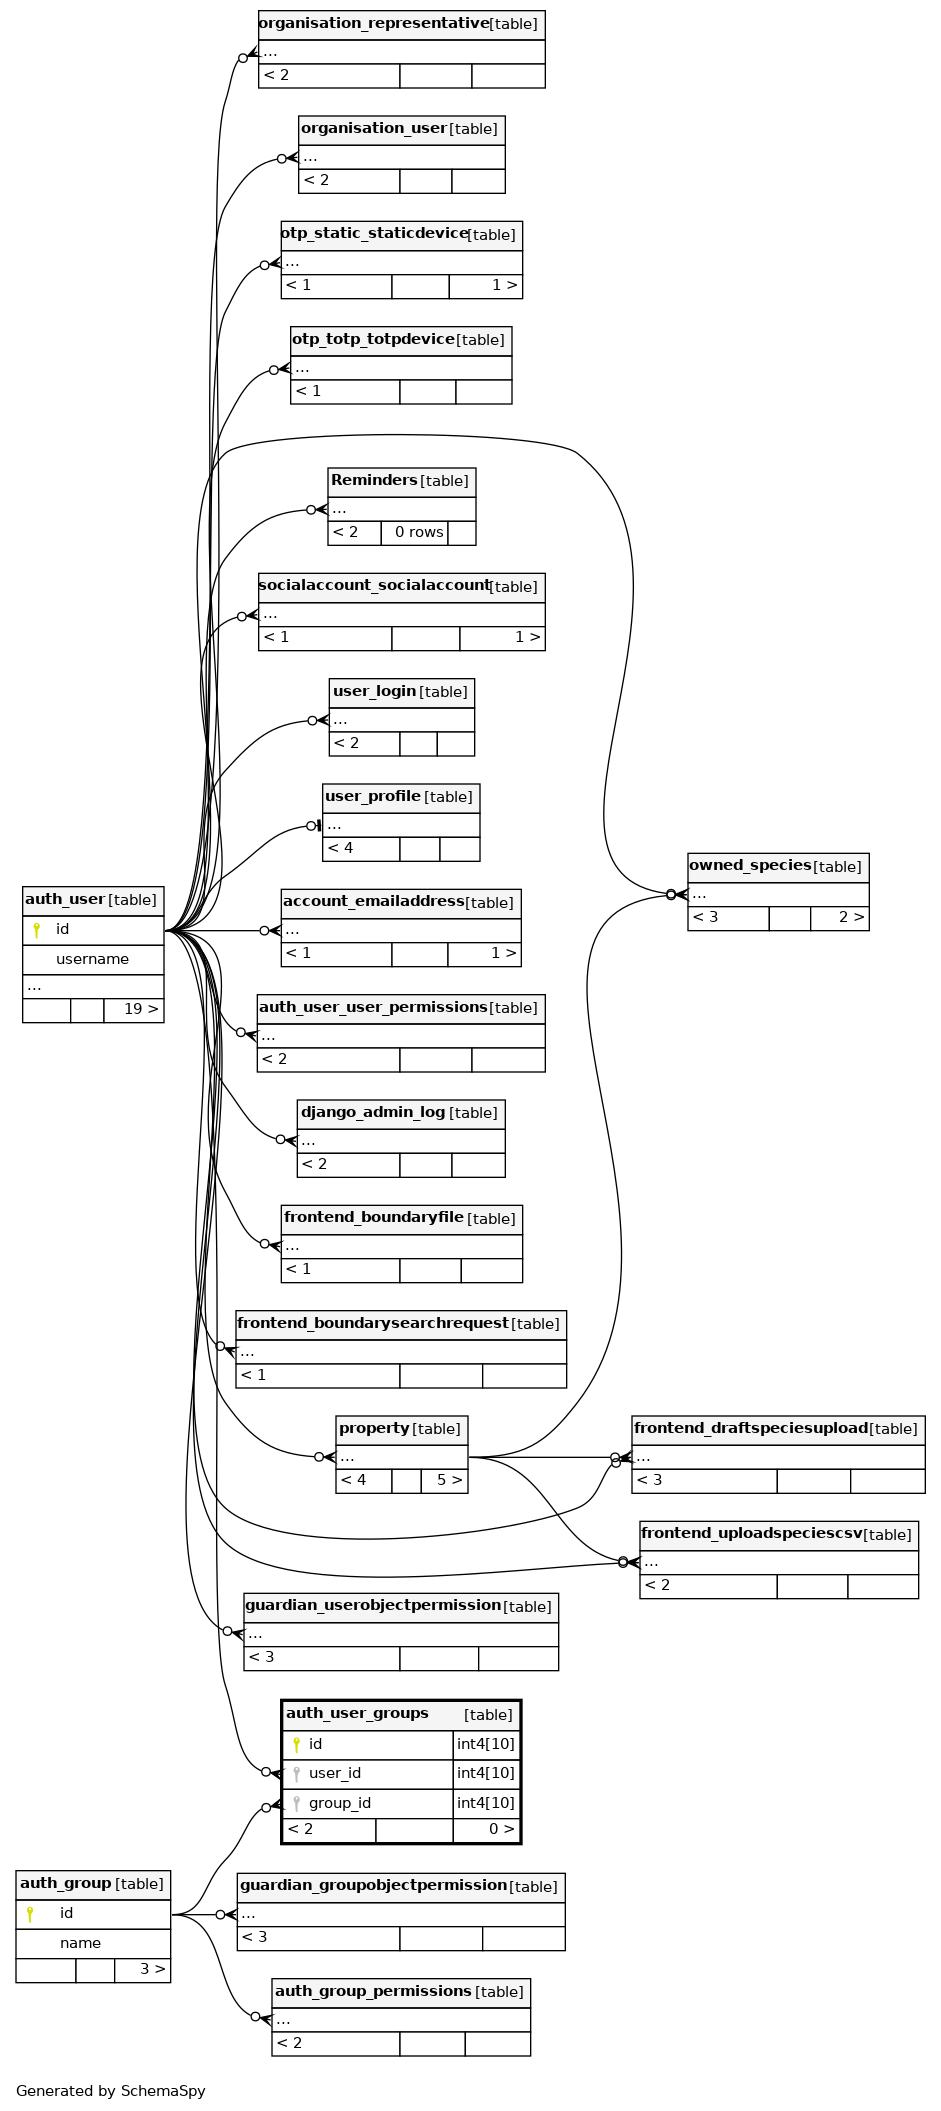 organisation_representative [table]
...
< 2
organisation_user [table]
...
< 2
otp_static_staticdevice [table]
...
< 1 1 >
otp_totp_totpdevice [table]
...
< 1
Reminders [table]
...
< 2 0 rows
socialaccount_socialaccount [table]
...
< 1 1 >
user_login [table]
...
< 2
user_profile [table]
...
< 4
owned_species [table]
...
< 3 2 >
auth_user [table]
id
username
...
19 >
account_emailaddress [table]
...
< 1 1 >
auth_user_user_permissions [table]
...
< 2
django_admin_log [table]
...
< 2
frontend_boundaryfile [table]
...
< 1
frontend_boundarysearchrequest [table]
...
< 1
property [table]
...
< 4 5 >
frontend_draftspeciesupload [table]
...
< 3
frontend_uploadspeciescsv [table]
...
< 2
guardian_userobjectpermission [table]
...
< 3
auth_user_groups [table]
id int4[10]
user_id int4[10]
group_id int4[10]
< 2 0 >
auth_group [table]
id
name
3 >
guardian_groupobjectpermission [table]
...
< 3
auth_group_permissions [table]
...
< 2
Generated by SchemaSpy